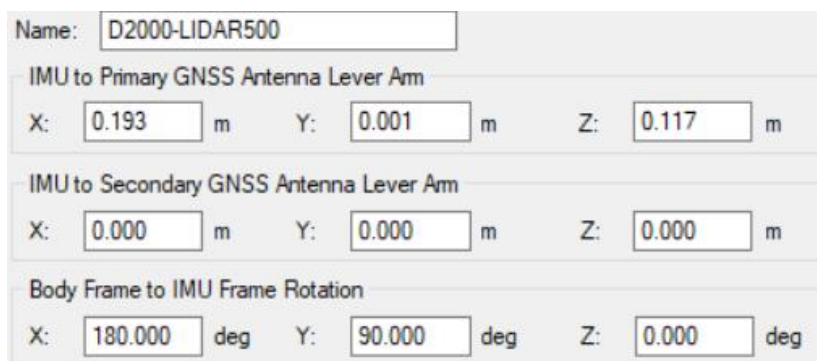 Name: D2000-LIDAR500
IMU to Primary GNSS Antenna Lever Arm
X: 0.193 m Y: 0.001 m Z: 0.117 m
IMU to Secondary GNSS Antenna Lever Arm
X: 0.000 m Y: 0.000 m Z: 0.000 m
Body Frame to IMU Frame Rotation
X: 180.000 deg Y: 90.000 deg Z: 0.000 deg